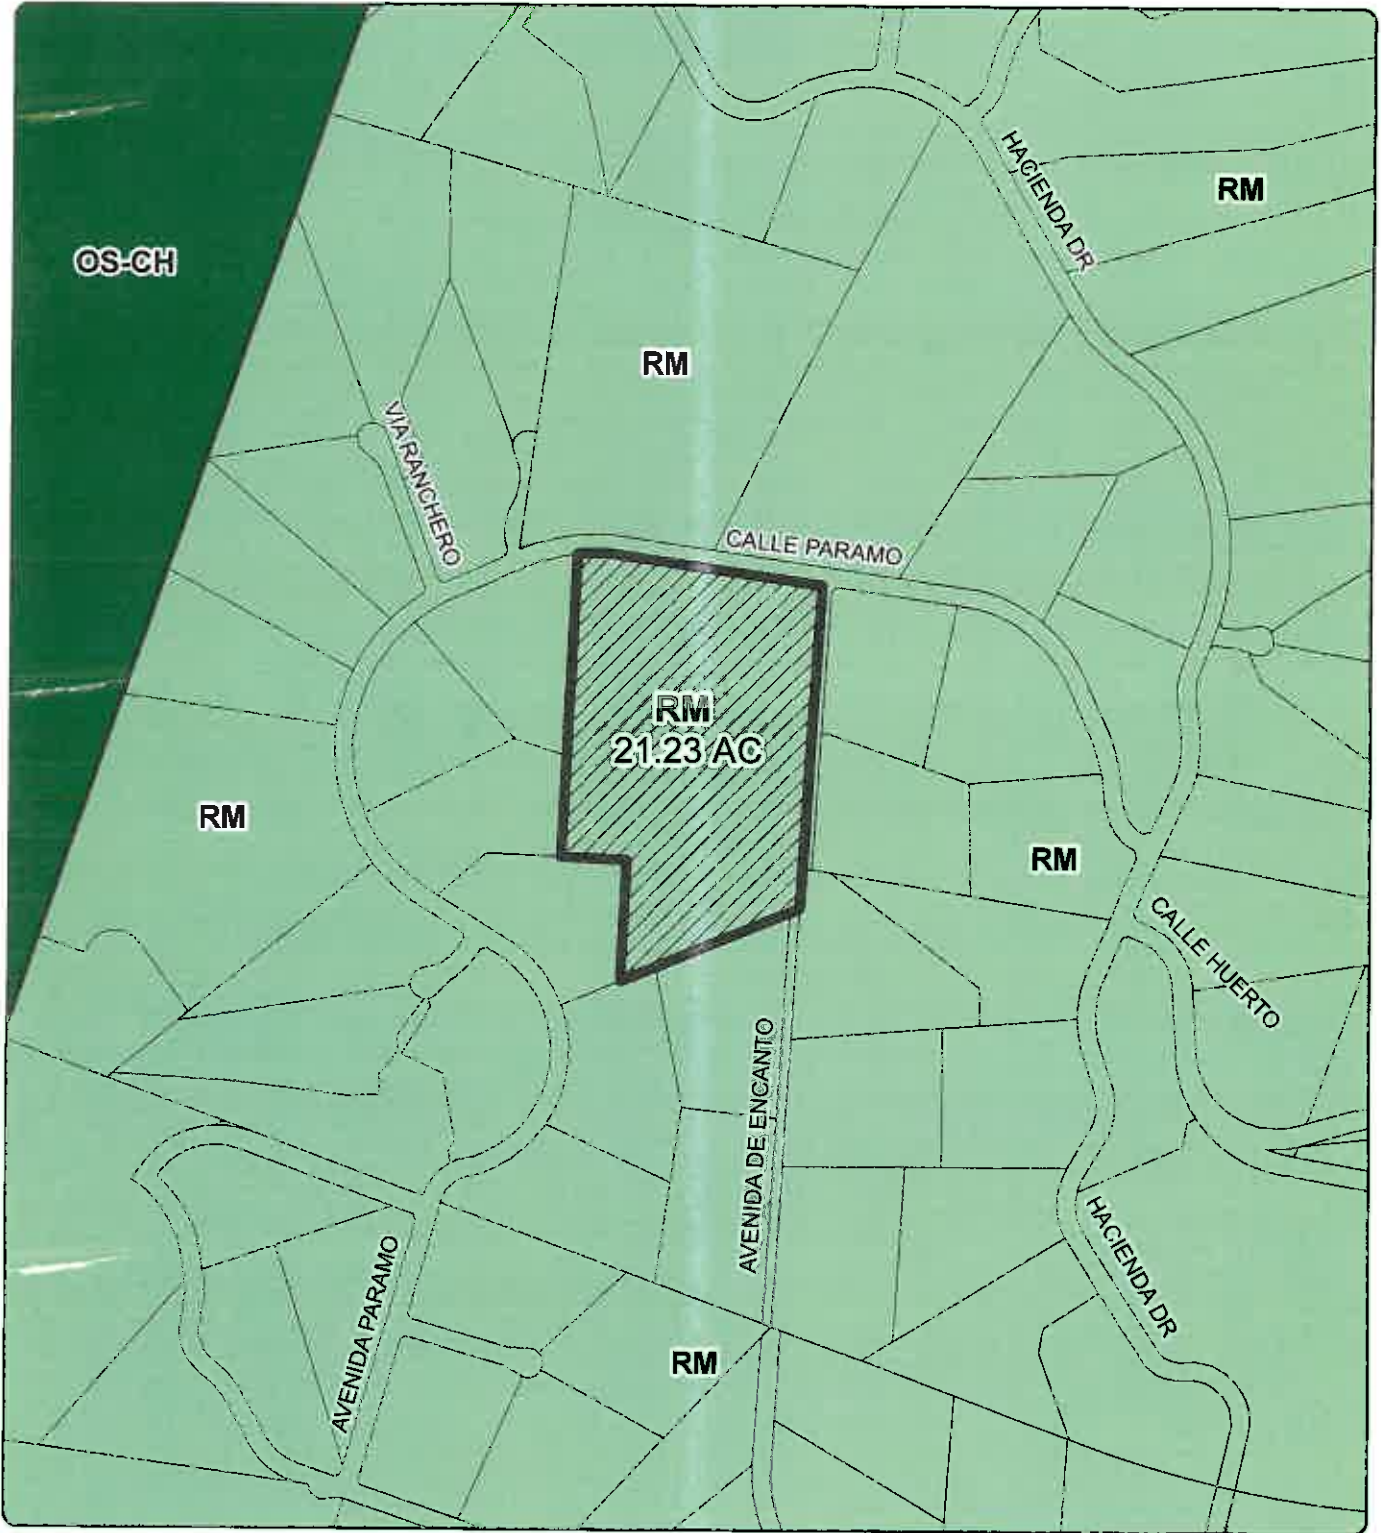 HACIENDA DR
RM
OS-CH
RM
VIA RANCHERO
CALLE PARAMO
RM
21.23 AC
RM
RM
CALLE HUERTO
AVENIDA DE ENCANTO
HACIENDA DR
AVENIDA PARAMO
RM